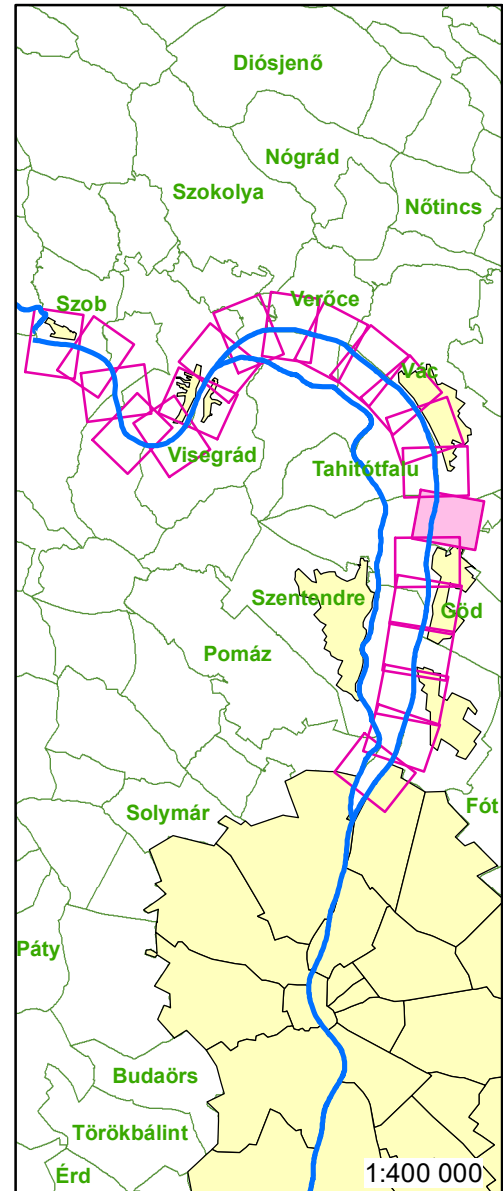 Diósjenő
Nógrád
Szokolya
Nőtincs
Szob
Verőce
Vác
Visegrád
Tahitótfalu
Szentendre
Göd
Pomáz
Solymár
Fót
Páty
Budaörs
Törökbálint
Érd
1:400 000